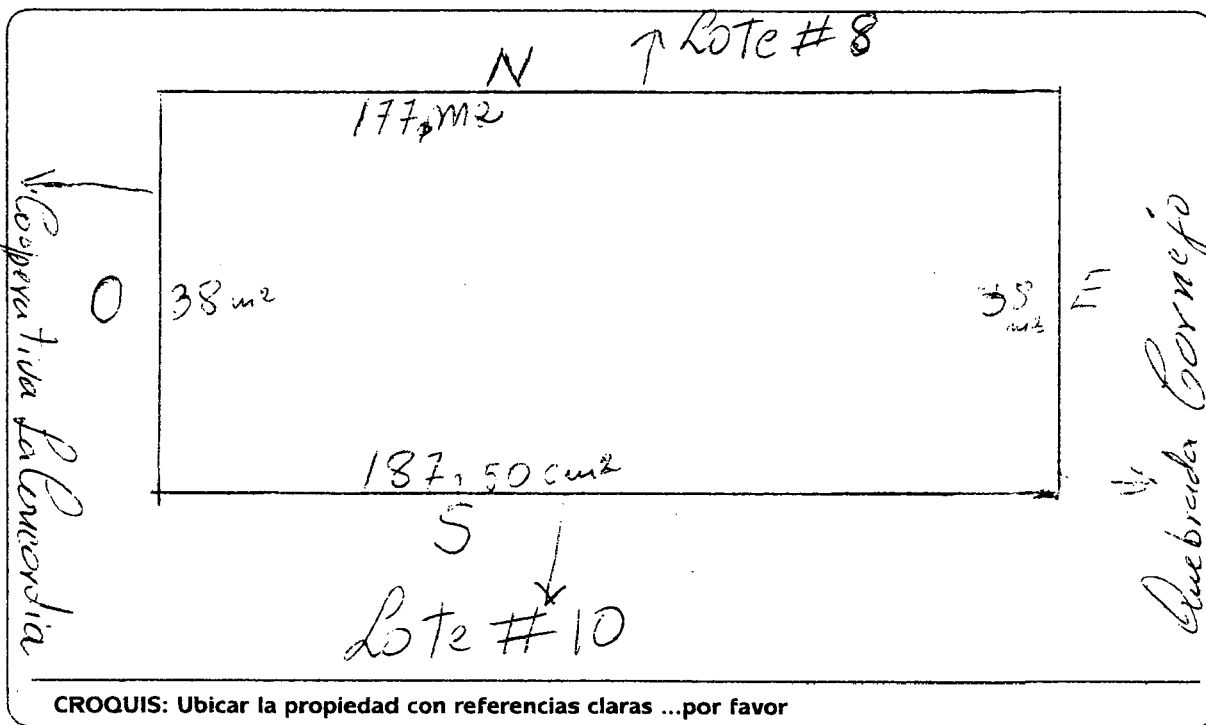 Lote # 8
N
177, m2
Cooperativa La Concordia
O
38 m2
38 m2
E
Quebrada Cornejo
187, 50 cm2
S
Lote # 10
CROQUIS: Ubicar la propiedad con referencias claras ...por favor